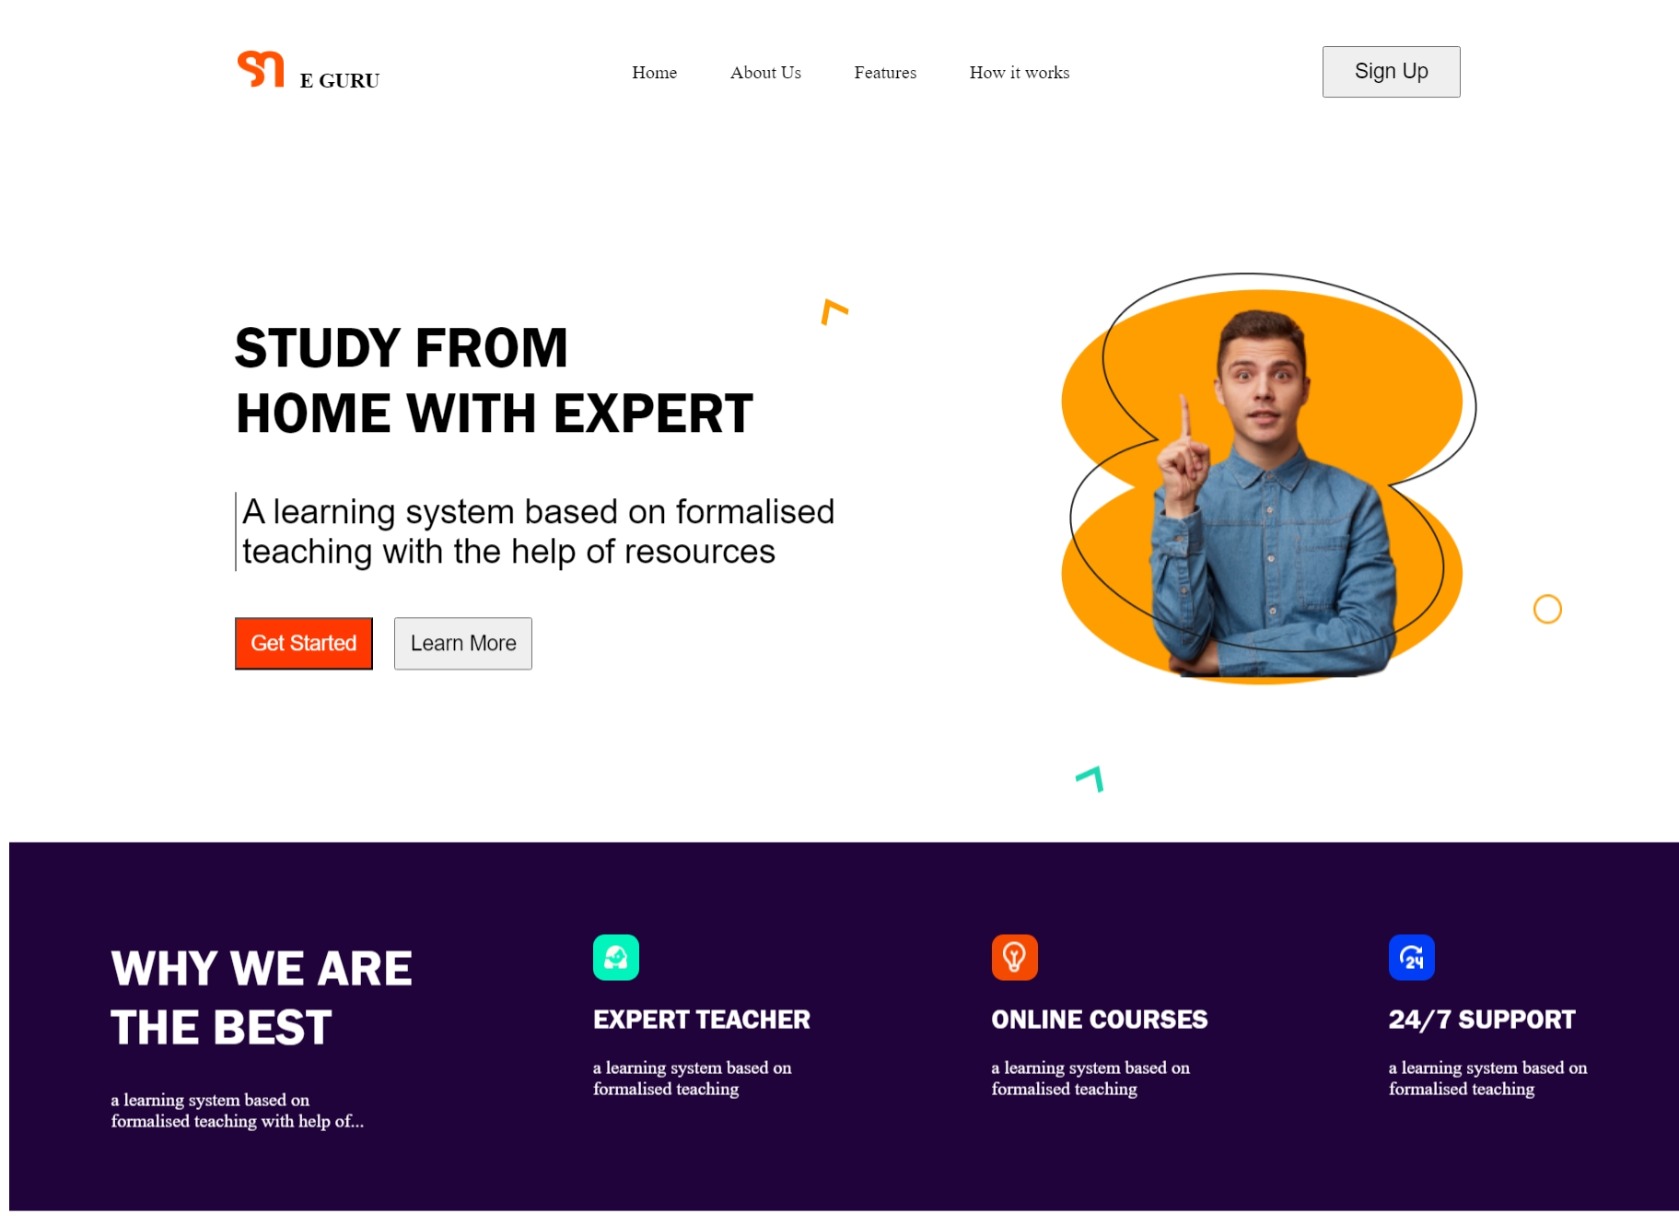 sn E GURU
Home About Us Features How it works
Sign Up
STUDY FROM
HOME WITH EXPERT
A learning system based on formalised
teaching with the help of resources
Get Started Learn More
WHY WE ARE
THE BEST
a learning system based on
formalised teaching with help of...
EXPERT TEACHER
a learning system based on
formalised teaching
ONLINE COURSES
a learning system based on
formalised teaching
24
24/7 SUPPORT
a learning system based on
formalised teaching